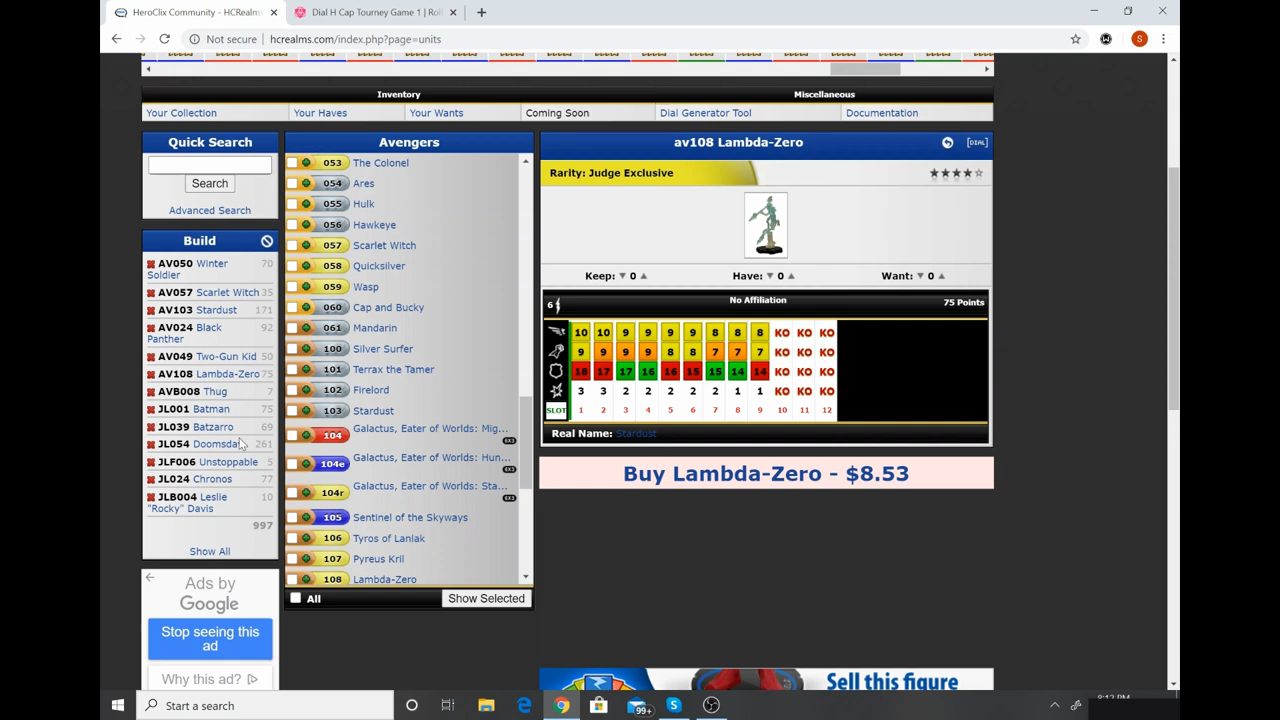 HeroClix Community - HCRealms
Dial H Cap Tourney Game 1 | Roll
Not secure
hcrealms.com/index.php?page=units
S
Inventory
Miscellaneous
Your Collection
Your Haves
Your Wants
Coming Soon
Dial Generator Tool
Documentation
Quick Search
Search
Advanced Search
Build
AV050 Winter Soldier 70
AV057 Scarlet Witch 35
AV103 Stardust 171
AV024 Black Panther 92
AV049 Two-Gun Kid 50
AV108 Lambda-Zero 75
AVB008 Thug 7
JL001 Batman 75
JL039 Batzarro 69
JL054 Doomsda 261
JLF006 Unstoppable 5
JL024 Chronos 77
JLB004 Leslie "Rocky" Davis 10
997
Show All
Ads by
Google
Stop seeing this
ad
Why this ad?
Avengers
053 The Colonel
054 Ares
055 Hulk
056 Hawkeye
057 Scarlet Witch
058 Quicksilver
059 Wasp
060 Cap and Bucky
061 Mandarin
100 Silver Surfer
101 Terrax the Tamer
102 Firelord
103 Stardust
104 Galactus, Eater of Worlds: Mig...
104e Galactus, Eater of Worlds: Hun...
104r Galactus, Eater of Worlds: Sta...
105 Sentinel of the Skyways
106 Tyros of Lanlak
107 Pyreus Kril
108 Lambda-Zero
All
Show Selected
av108 Lambda-Zero
[DIAL]
Rarity: Judge Exclusive
Keep: 0
Have: 0
Want: 0
6
No Affiliation
75 Points
10 10 9 9 9 9 8 8 8 KO KO KO
9 9 9 9 8 8 7 7 7 KO KO KO
18 17 17 16 16 15 15 14 14 KO KO KO
3 3 2 2 2 2 2 1 1 KO KO KO
SLOT 1 2 3 4 5 6 7 8 9 10 11 12
Real Name: Stardust
Buy Lambda-Zero - $8.53
Sell this figure
Start a search
99+